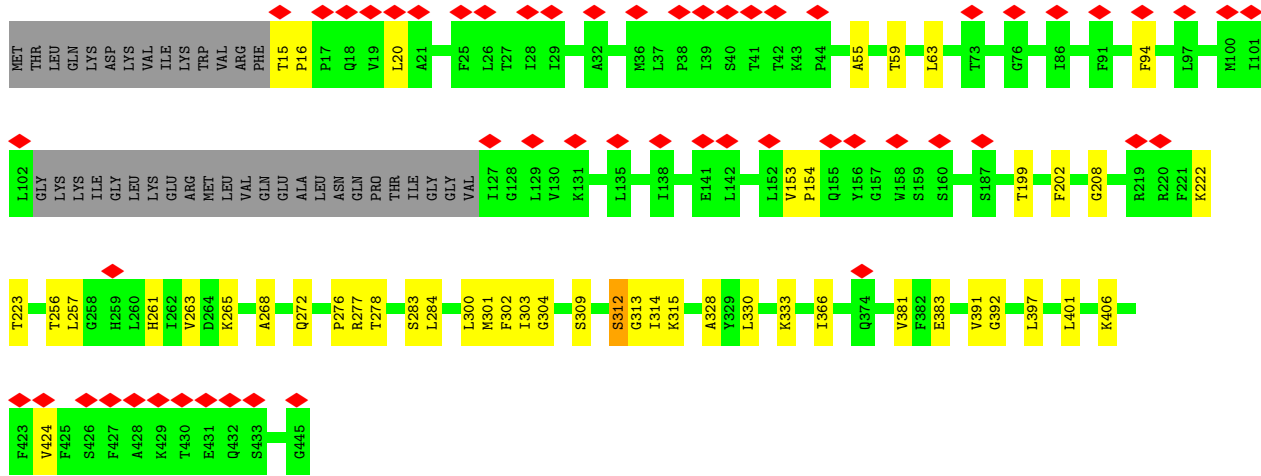 MET THR LEU GLN LYS ASP LYS VAL ILE LYS TRP VAL ARG PHE T15 P16 P17 Q18 V19 L20 A21 F25 L26 T27 I28 I29 A32 M36 L37 P38 I39 S40 T41 T42 K43 P44 A55 T59 L63 T73 G76 I86 F91 F94 L97 M100 I101
L102 GLY LYS LYS ILE GLY LEU LYS GLU ARG MET LEU VAL GLN GLU ALA LEU ASN GLN PRO THR ILE GLY GLY VAL I127 G128 L129 V130 K131 L135 I138 E141 L142 L152 V153 P154 Q155 Y156 G157 W158 S159 S160 S187 T199 F202 G208 R219 R220 F221 K222
T223 T256 L257 G258 H259 L260 H261 I262 V263 D264 K265 A268 Q272 P276 R277 T278 S283 L284 L300 M301 F302 I303 G304 S309 S312 G313 I314 K315 A328 Y329 L330 K333 I366 Q374 V381 F382 E383 V391 G392 L397 L401 K406
F423 V424 F425 S426 F427 A428 K429 T430 E431 Q432 S433 G445